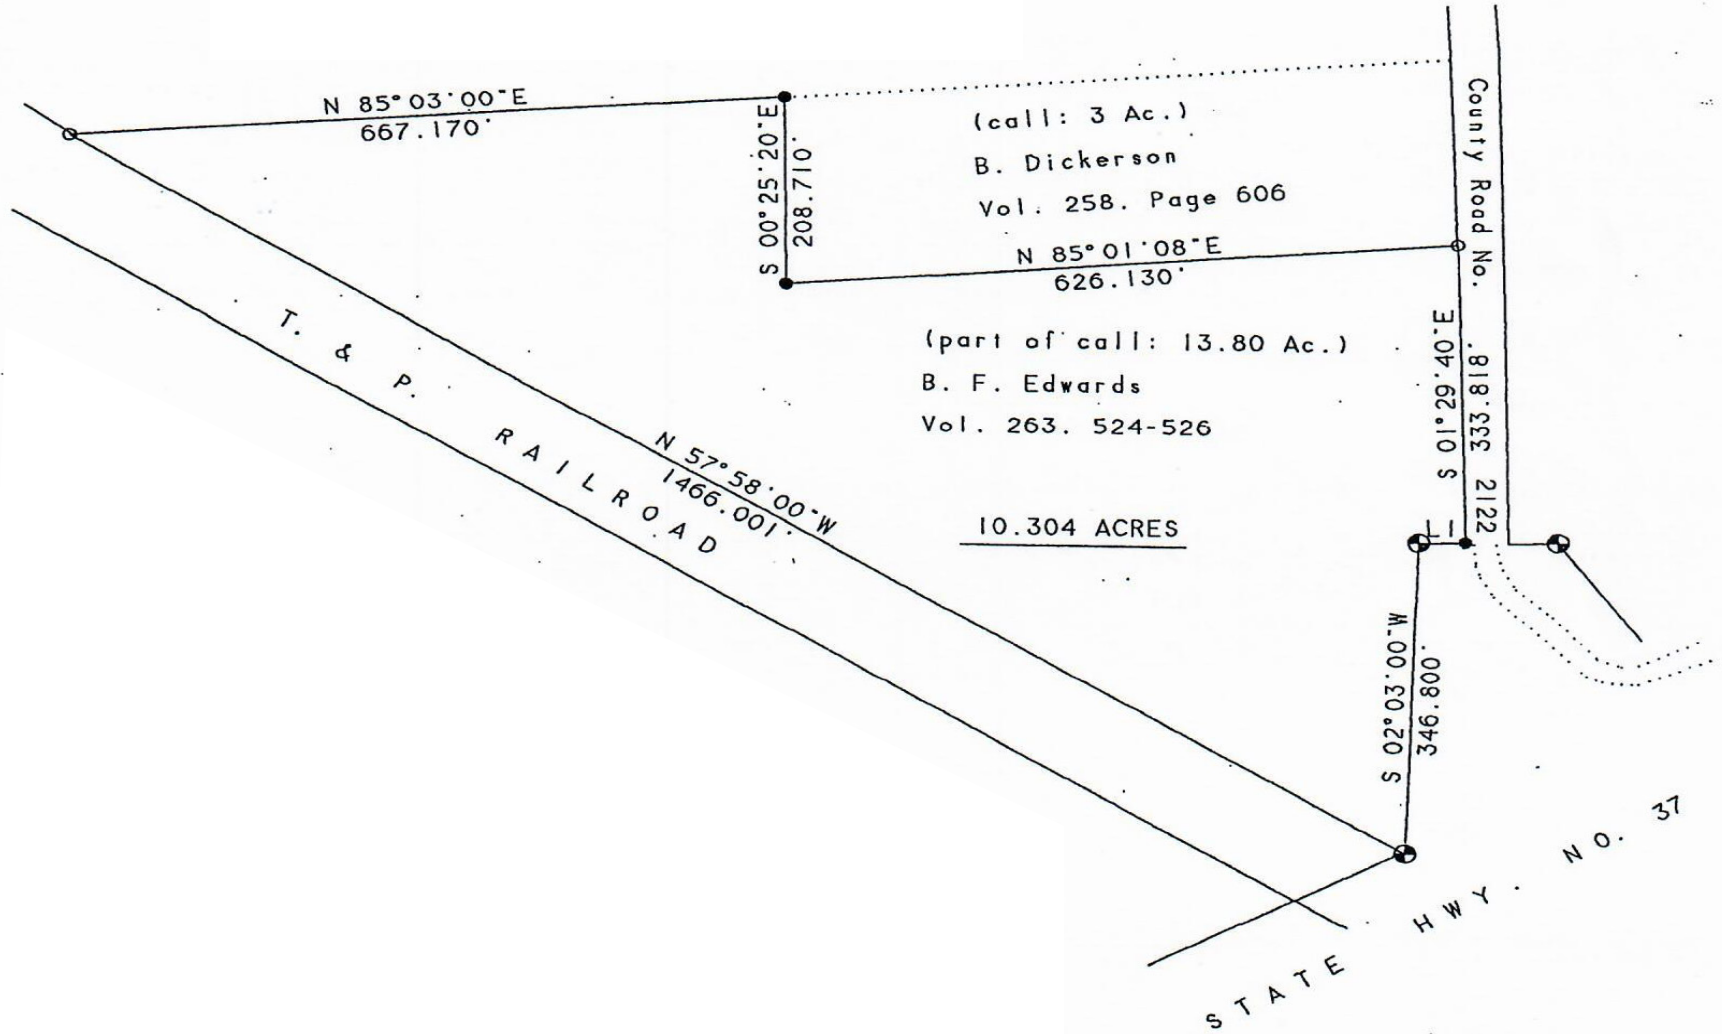 N 85°03'00"E
667.170'
S 00°25'20"E
208.710'
(call: 3 Ac.)
B. Dickerson
Vol. 258. Page 606
N 85°01'08"E
626.130'
County Road No. 2122
(part of call: 13.80 Ac.)
B. F. Edwards
Vol. 263. 524-526
S 01°29'40"E
333.818'
T. & P. RAILROAD
N 57°58'00"W
1466.001'
10.304 ACRES
S 02°03'00"W
346.800'
STATE HWY. NO. 37